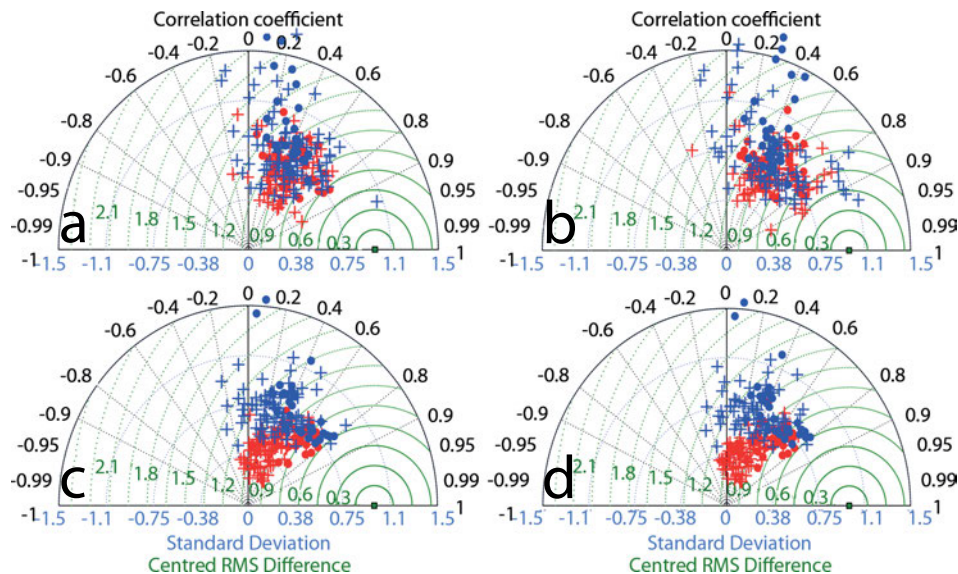 Correlation coefficient
-0.4 -0.2 0 0.2 0.4
-0.6 0.6
-0.8 0.8
-0.9 0.9
-0.95 0.95
-0.99 0.99
a
2.1 1.8 1.5 1.2 0.9 0.6 0.3
-1 1
-1.5 -1.1 -0.75 -0.38 0 0.38 0.75 1.1 1.5
Correlation coefficient
-0.4 -0.2 0 0.2 0.4
-0.6 0.6
-0.8 0.8
-0.9 0.9
-0.95 0.95
-0.99 0.99
b
2.1 1.8 1.5 1.2 0.9 0.6 0.3
-1 1
-1.5 -1.1 -0.75 -0.38 0 0.38 0.75 1.1 1.5
-0.4 -0.2 0 0.2 0.4
-0.6 0.6
-0.8 0.8
-0.9 0.9
-0.95 0.95
-0.99 0.99
c
2.1 1.8 1.5 1.2 0.9 0.6 0.3
-1 1
-1.5 -1.1 -0.75 -0.38 0 0.38 0.75 1.1 1.5
Standard Deviation
Centred RMS Difference
-0.4 -0.2 0 0.2 0.4
-0.6 0.6
-0.8 0.8
-0.9 0.9
-0.95 0.95
-0.99 0.99
d
2.1 1.8 1.5 1.2 0.9 0.6 0.3
-1 1
-1.5 -1.1 -0.75 -0.38 0 0.38 0.75 1.1 1.5
Standard Deviation
Centred RMS Difference